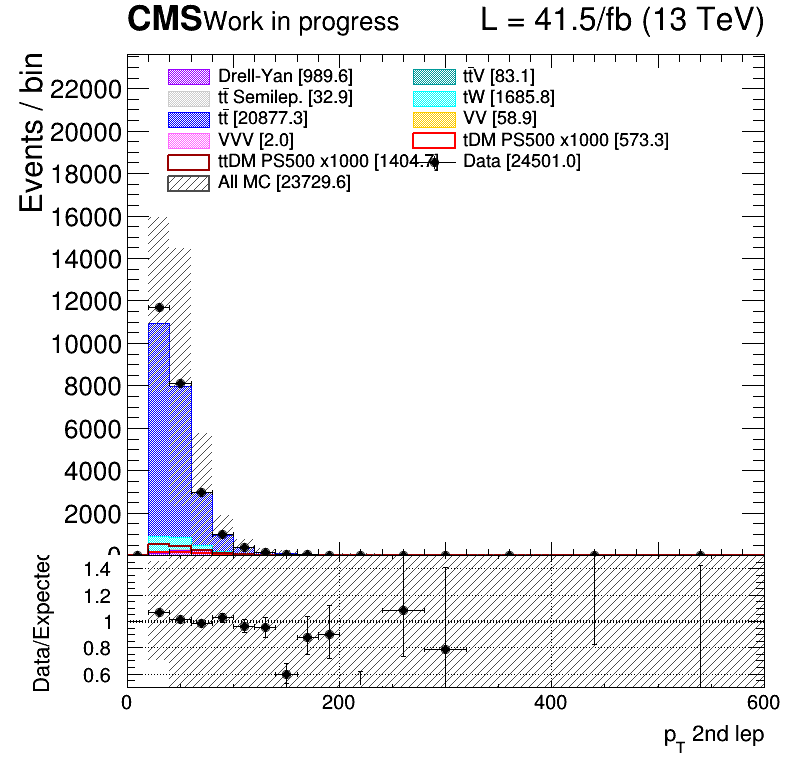 CMS Work in progress L = 41.5/fb (13 TeV)
Events / bin
Drell-Yan [989.6] tt̄V [83.1]
tt̄ Semilep. [32.9] tW [1685.8]
tt̄ [20877.3] VV [58.9]
VVV [2.0] tDM PS500 x1000 [573.3]
ttDM PS500 x1000 [1404.7] Data [24501.0]
All MC [23729.6]
22000
20000
18000
16000
14000
12000
10000
8000
6000
4000
2000
0
Data/Expected
1.4
1.2
1
0.8
0.6
0 200 400 600
p_T 2nd lep